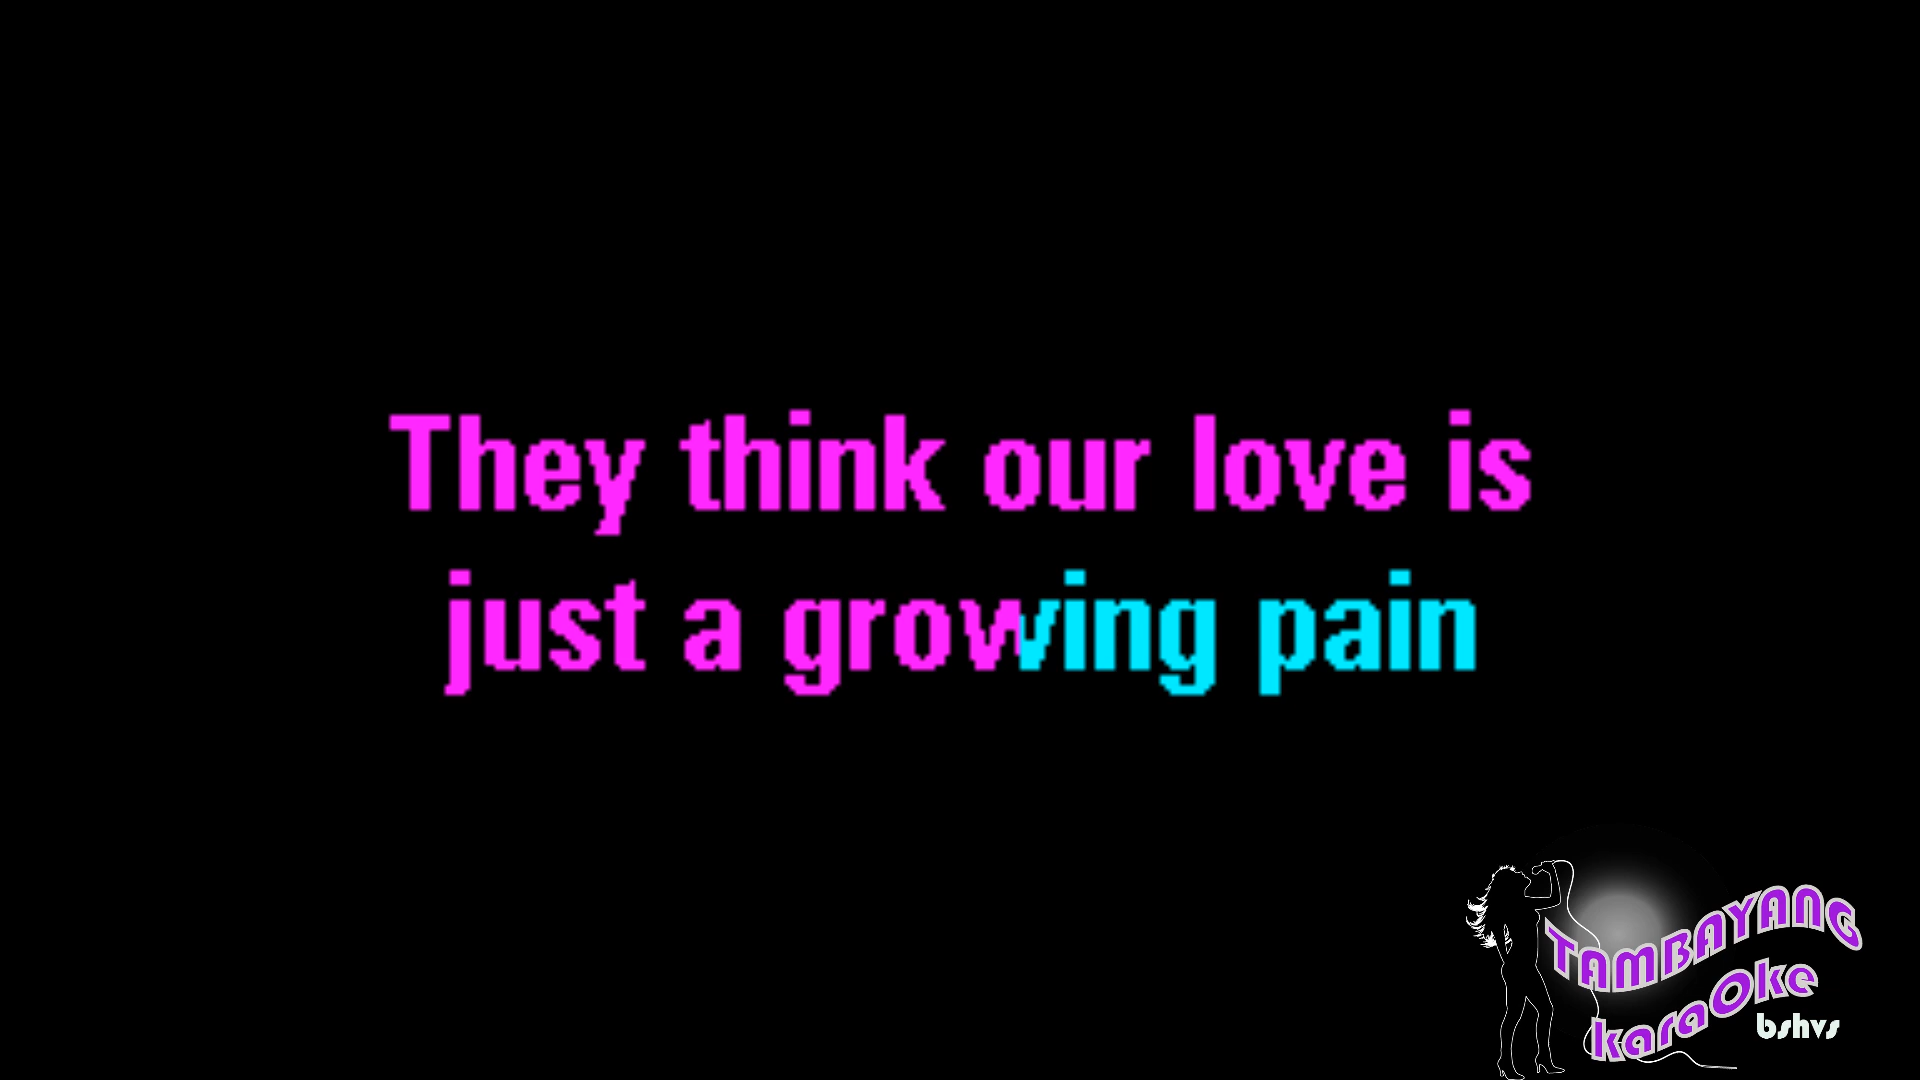 They think our love is
just a growing pain
TAMBAYANG
karaOke
bshvs